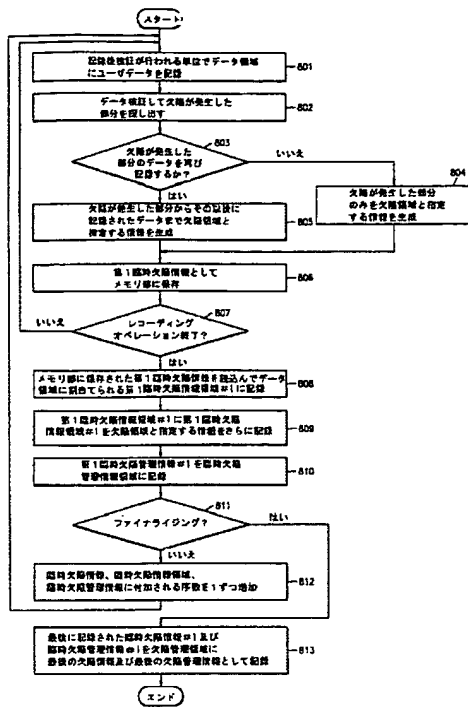 スタート
記録後検証が行われる単位でデータ領域
にユーザデータを記録
801
データ検証して欠陥が発生した
部分を探し出す
802
803
欠陥が発生した
部分のデータを再び
記録するか?
いいえ
はい
804
欠陥が発生した部分
のみを欠陥領域と指定
する情報を生成
欠陥が発生した部分からその以後に
記録されたデータまで欠陥領域と
指定する情報を生成
805
第1臨時欠陥情報として
メモリ部に保存
806
807
レコーディング
オペレーション終了?
いいえ
はい
メモリ部に保存された第1臨時欠陥情報を読込んでデータ
領域に割当てられる第1臨時欠陥情報領域#1に記録
808
第1臨時欠陥情報領域#1に第1臨時欠陥
情報領域#1を欠陥領域と指定する情報をさらに記録
809
第1臨時欠陥管理情報#1を臨時欠陥
管理情報領域に記録
810
811
ファイナライジング?
はい
いいえ
臨時欠陥情報、臨時欠陥情報領域、
臨時欠陥管理情報に付加される序数を1ずつ増加
812
最後に記録された臨時欠陥情報#i及び
臨時欠陥管理情報#iを欠陥管理領域に
最後の欠陥情報及び最後の欠陥管理情報として記録
813
エンド